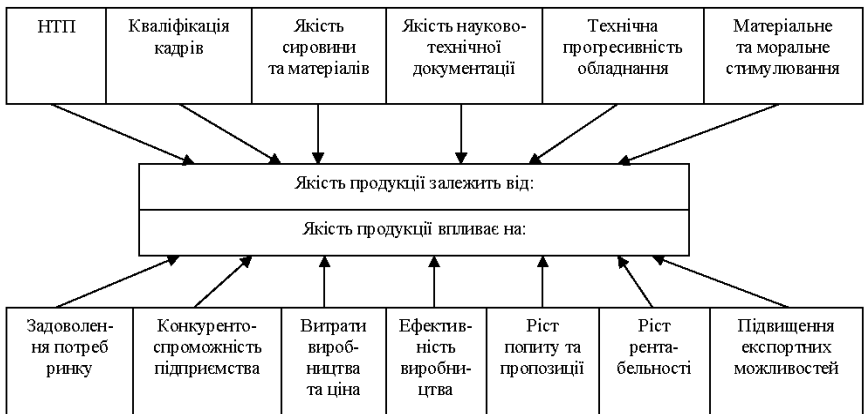 НТП
Кваліфікація
кадрів
Якість
сировини
та матеріалів
Якість науково-
технічної
документації
Технічна
прогресивність
обладнання
Матеріальне
та моральне
стимулювання
Якість продукції залежить від:
Якість продукції впливає на:
Задоволен-
ня потреб
ринку
Конкуренто-
спроможність
підприємства
Витрати
вироб-
ництва
та ціна
Ефектив-
ність
вироբни-
цтва
Ріст
попиту та
пропозиції
Ріст
рента-
бельності
Підвищення
експортних
можливостей